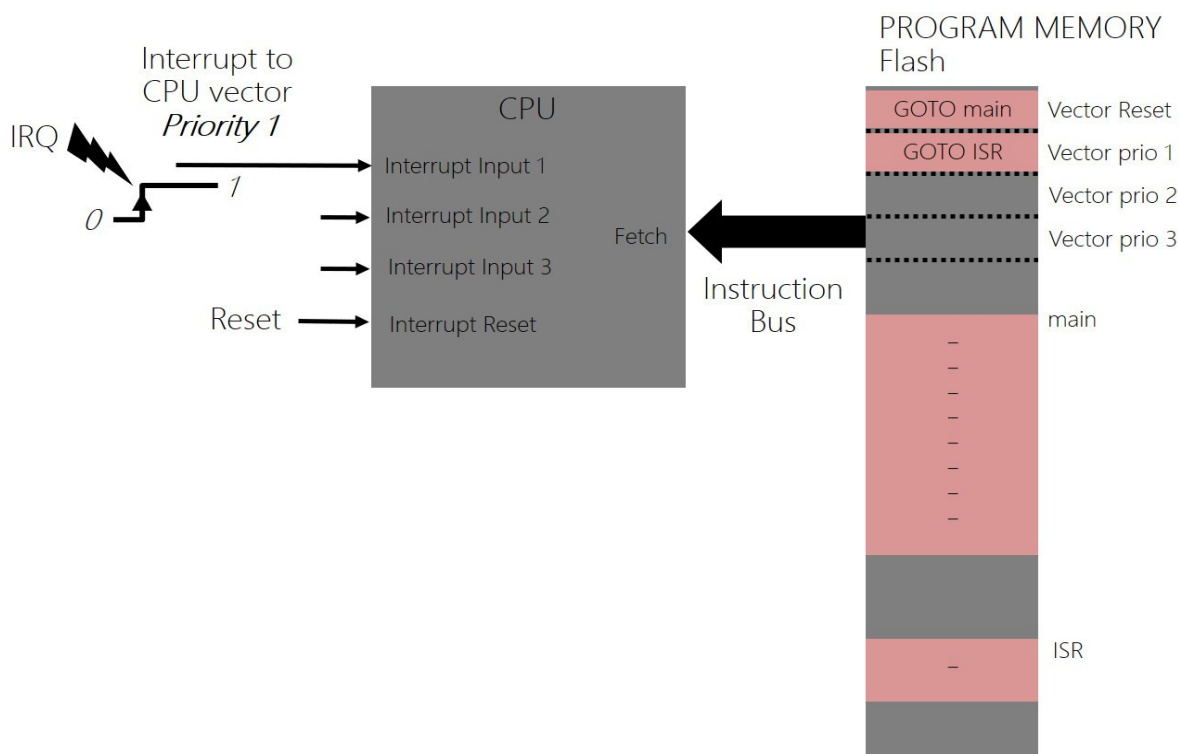 Interrupt to
CPU vector
Priority 1
IRQ
0
1
Reset
CPU
Interrupt Input 1
Interrupt Input 2
Interrupt Input 3
Interrupt Reset
Fetch
Instruction
Bus
PROGRAM MEMORY
Flash
GOTO main
Vector Reset
GOTO ISR
Vector prio 1
Vector prio 2
Vector prio 3
main
ISR